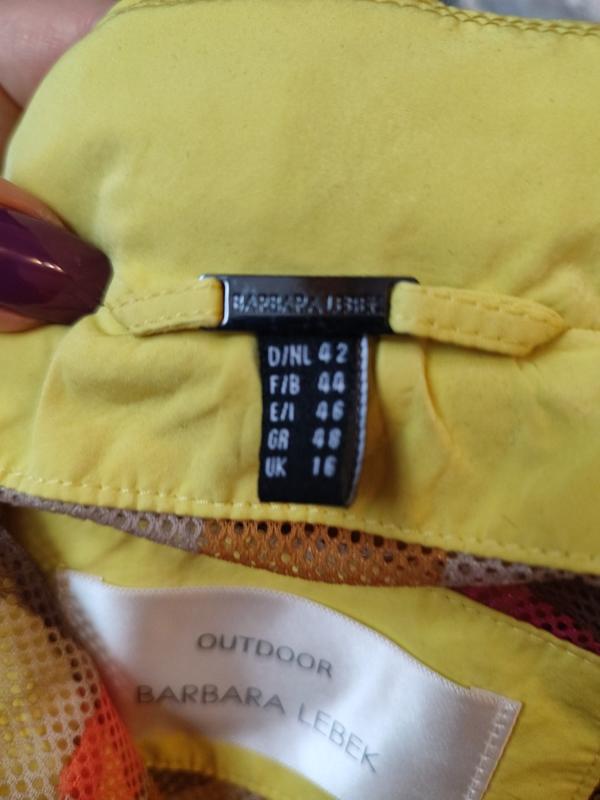 BARBARA LEBEK
D/NL 42
F/B 44
E/I 46
GR 48
UK 16
OUTDOOR
BARBARA LEBEK